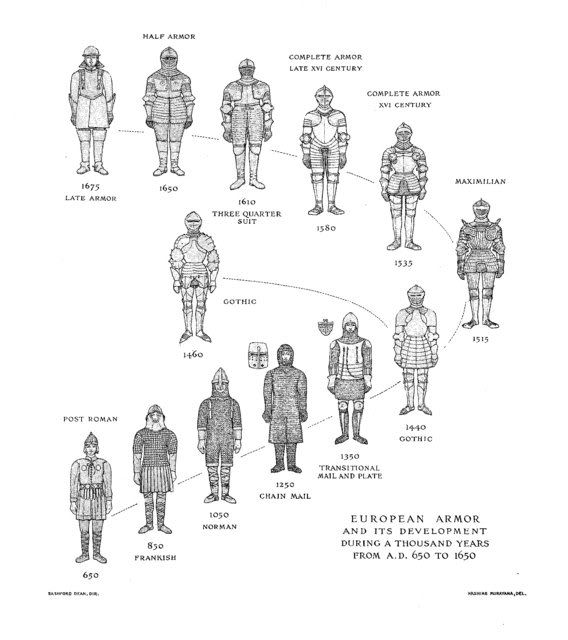 HALF ARMOR
COMPLETE ARMOR
LATE XVI CENTURY
COMPLETE ARMOR
XVI CENTURY
1675
LATE ARMOR
1650
1610
THREE QUARTER
SUIT
1580
1535
MAXIMILIAN
1515
GOTHIC
1460
1440
GOTHIC
1350
TRANSITIONAL
MAIL AND PLATE
1250
CHAIN MAIL
1050
NORMAN
850
FRANKISH
POST ROMAN
650
EUROPEAN ARMOR
AND ITS DEVELOPMENT
DURING A THOUSAND YEARS
FROM A.D. 650 TO 1650
BASHFORD DEAN, DIR.
HASHIME MURAYAMA, DEL.